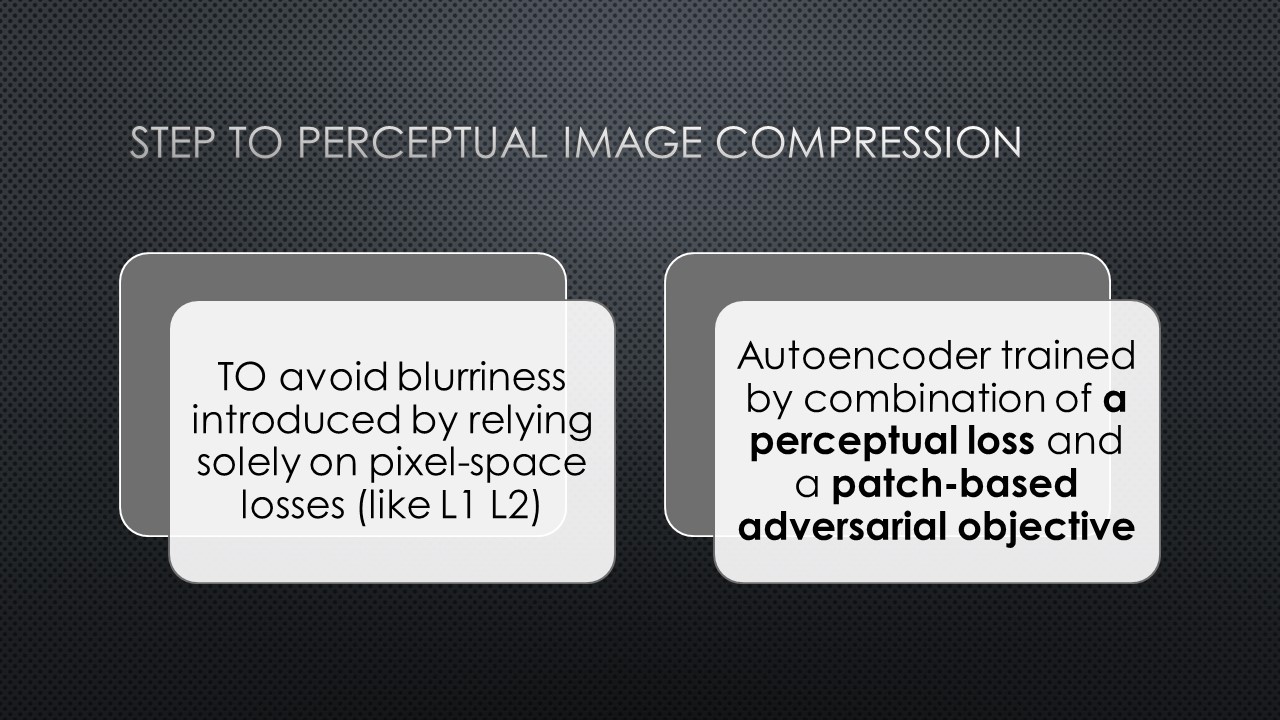 STEP TO PERCEPTUAL IMAGE COMPRESSION
TO avoid blurriness
introduced by relying
solely on pixel-space
losses (like L1 L2)
Autoencoder trained
by combination of a
perceptual loss and
a patch-based
adversarial objective